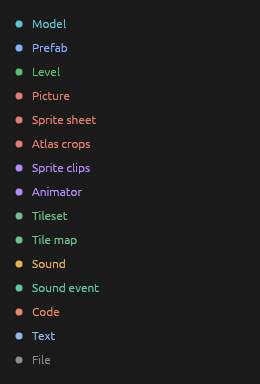 Model
Prefab
Level
Picture
Sprite sheet
Atlas crops
Sprite clips
Animator
Tileset
Tile map
Sound
Sound event
Code
Text
File